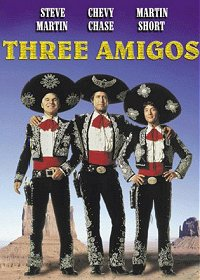 STEVE CHEVY MARTIN
MARTIN CHASE SHORT
THREE AMIGOS